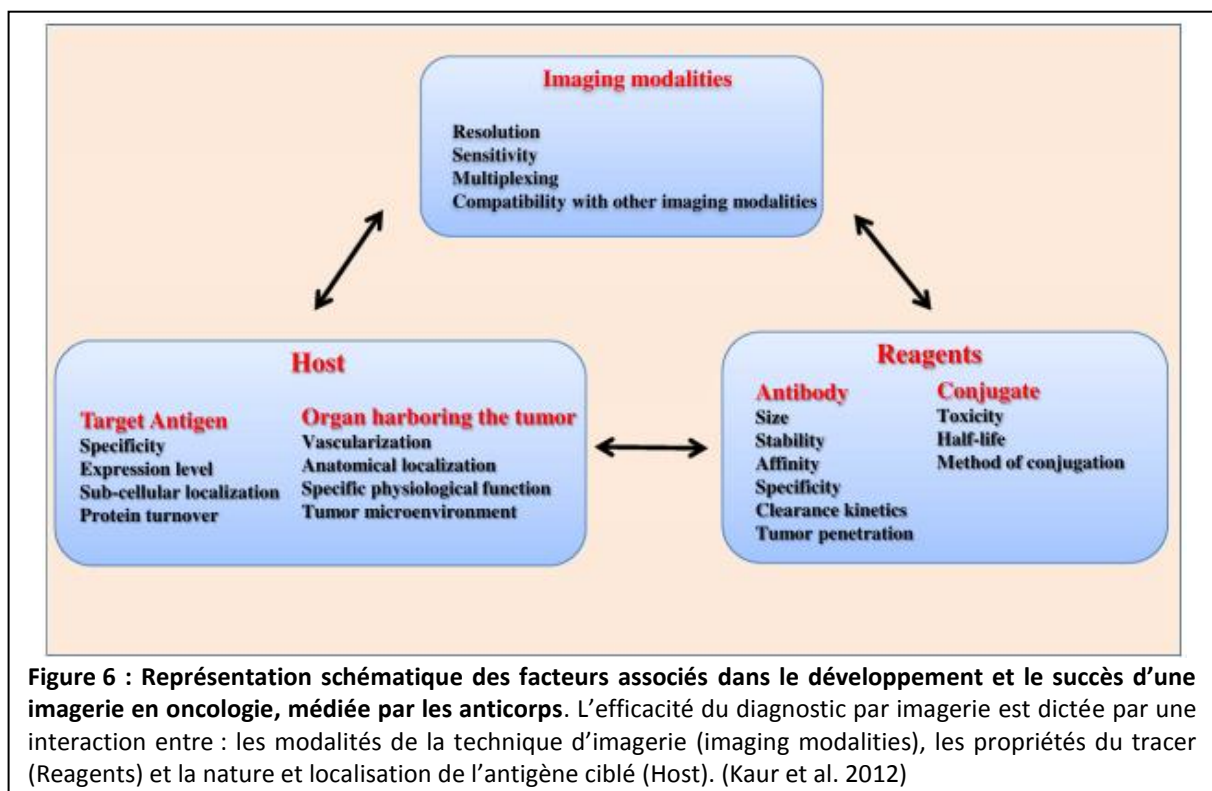 Imaging modalities
Resolution
Sensitivity
Multiplexing
Compatibility with other imaging modalities
Host
Target Antigen
Specificity
Expression level
Sub-cellular localization
Protein turnover
Organ harboring the tumor
Vascularization
Anatomical localization
Specific physiological function
Tumor microenvironment
Reagents
Antibody
Size
Stability
Affinity
Specificity
Clearance kinetics
Tumor penetration
Conjugate
Toxicity
Half-life
Method of conjugation
Figure 6 : Représentation schématique des facteurs associés dans le développement et le succès d’une
imagerie en oncologie, médiée par les anticorps. L’efficacité du diagnostic par imagerie est dictée par une
interaction entre : les modalités de la technique d’imagerie (imaging modalities), les propriétés du tracer
(Reagents) et la nature et localisation de l’antigène ciblé (Host). (Kaur et al. 2012)